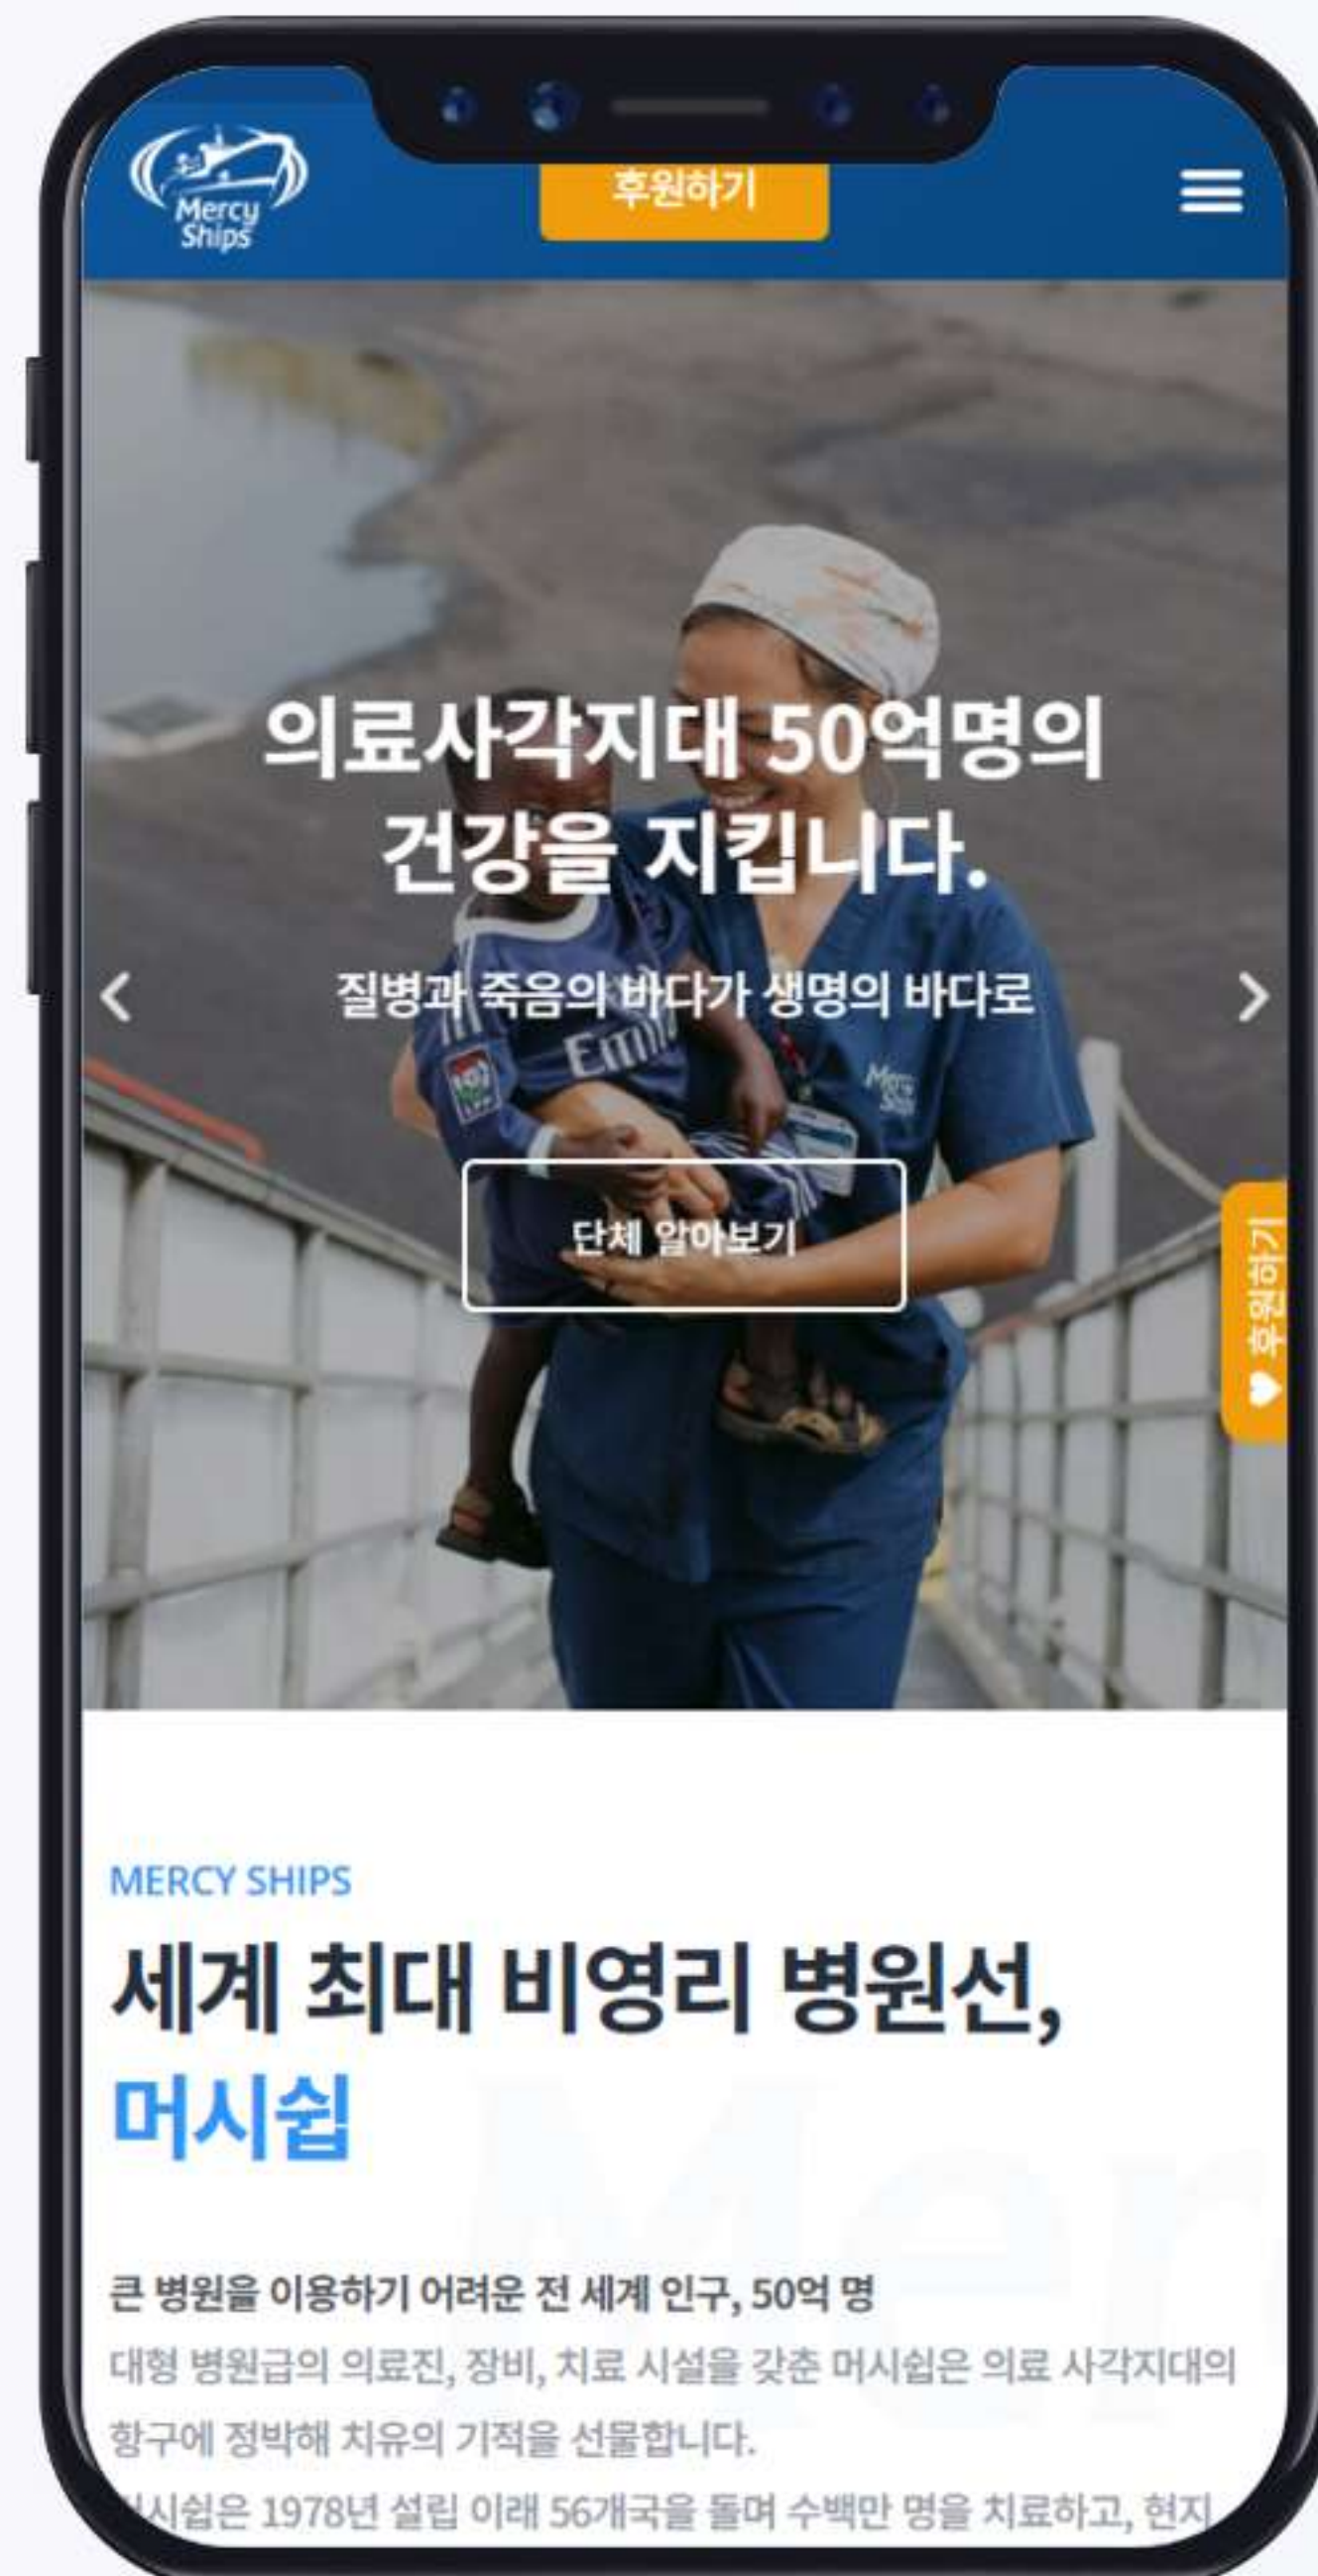 Mercy
Ships
후원하기
의료사각지대 50억명의
건강을 지킵니다.
질병과 죽음의 바다가 생명의 바다로
Mercy
Ships
단체 알아보기
후원하기
MERCY SHIPS
세계 최대 비영리 병원선,
머시쉽
큰 병원을 이용하기 어려운 전 세계 인구, 50억 명
대형 병원급의 의료진, 장비, 치료 시설을 갖춘 머시쉽은 의료 사각지대의
항구에 정박해 치유의 기적을 선물합니다.
머시쉽은 1978년 설립 이래 56개국을 돌며 수백만 명을 치료하고, 현지
Mer